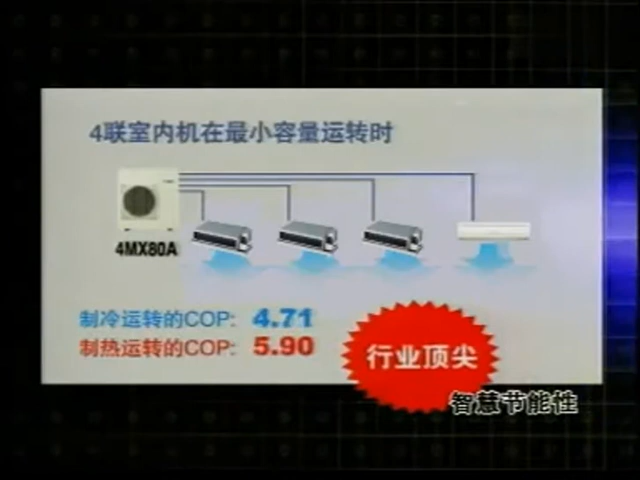 4联室内机在最小容量运转时
4MX80A
制冷运转的COP: 4.71
制热运转的COP: 5.90
行业顶尖
智慧节能性